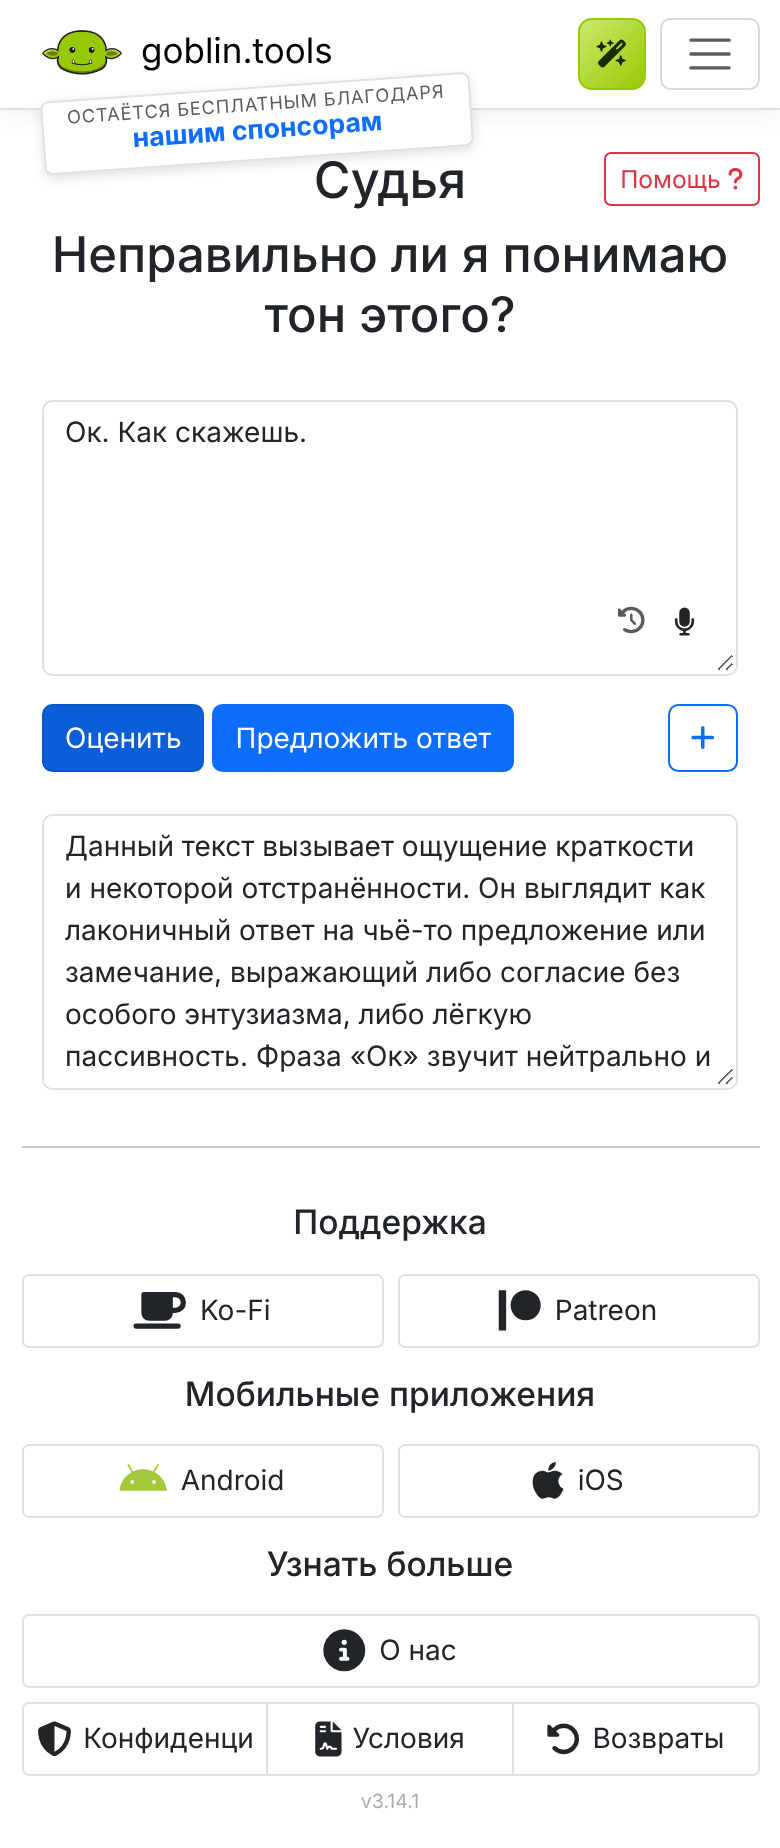 goblin.tools
ОСТАЁТСЯ БЕСПЛАТНЫМ БЛАГОДАРЯ
нашим спонсорам
Судья
Помощь ?
Неправильно ли я понимаю
тон этого?
Ок. Как скажешь.
Оценить
Предложить ответ
Данный текст вызывает ощущение краткости
и некоторой отстранённости. Он выглядит как
лаконичный ответ на чьё-то предложение или
замечание, выражающий либо согласие без
особого энтузиазма, либо лёгкую
пассивность. Фраза «Ок» звучит нейтрально и
Поддержка
Ko-Fi
Patreon
Мобильные приложения
Android
iOS
Узнать больше
О нас
Конфиденци
Условия
Возвраты
v3.14.1